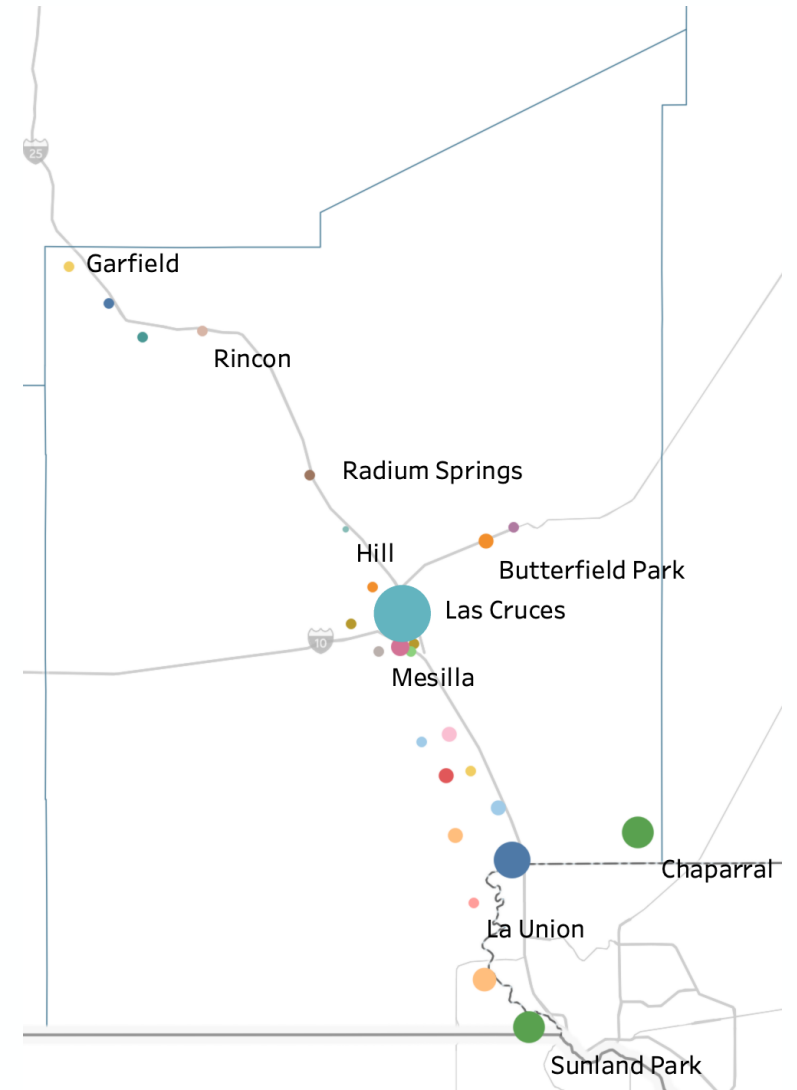 25
Garfield
Rincon
Radium Springs
Hill
Butterfield Park
Las Cruces
10
Mesilla
Chaparral
La Union
Sunland Park